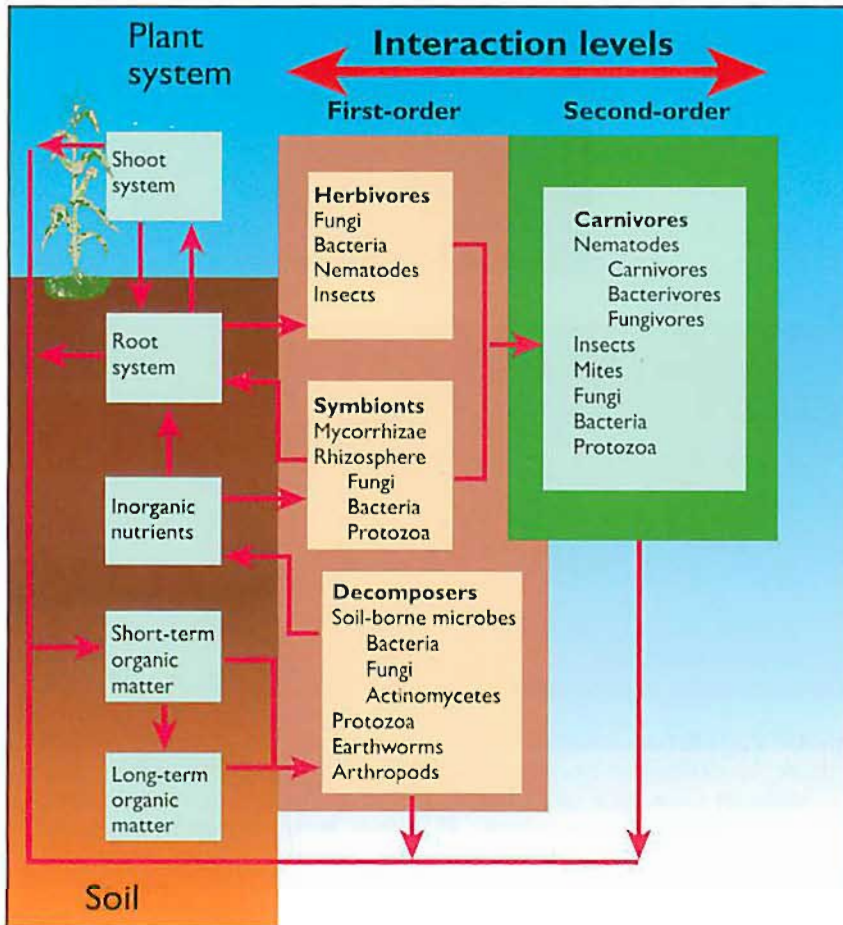 Plant
system
Interaction levels
First-order
Second-order
Shoot
system
Root
system
Inorganic
nutrients
Short-term
organic
matter
Long-term
organic
matter
Soil
Herbivores
Fungi
Bacteria
Nematodes
Insects
Symbionts
Mycorrhizae
Rhizosphere
Fungi
Bacteria
Protozoa
Decomposers
Soil-borne microbes
Bacteria
Fungi
Actinomycetes
Protozoa
Earthworms
Arthropods
Carnivores
Nematodes
Carnivores
Bacterivores
Fungivores
Insects
Mites
Fungi
Bacteria
Protozoa